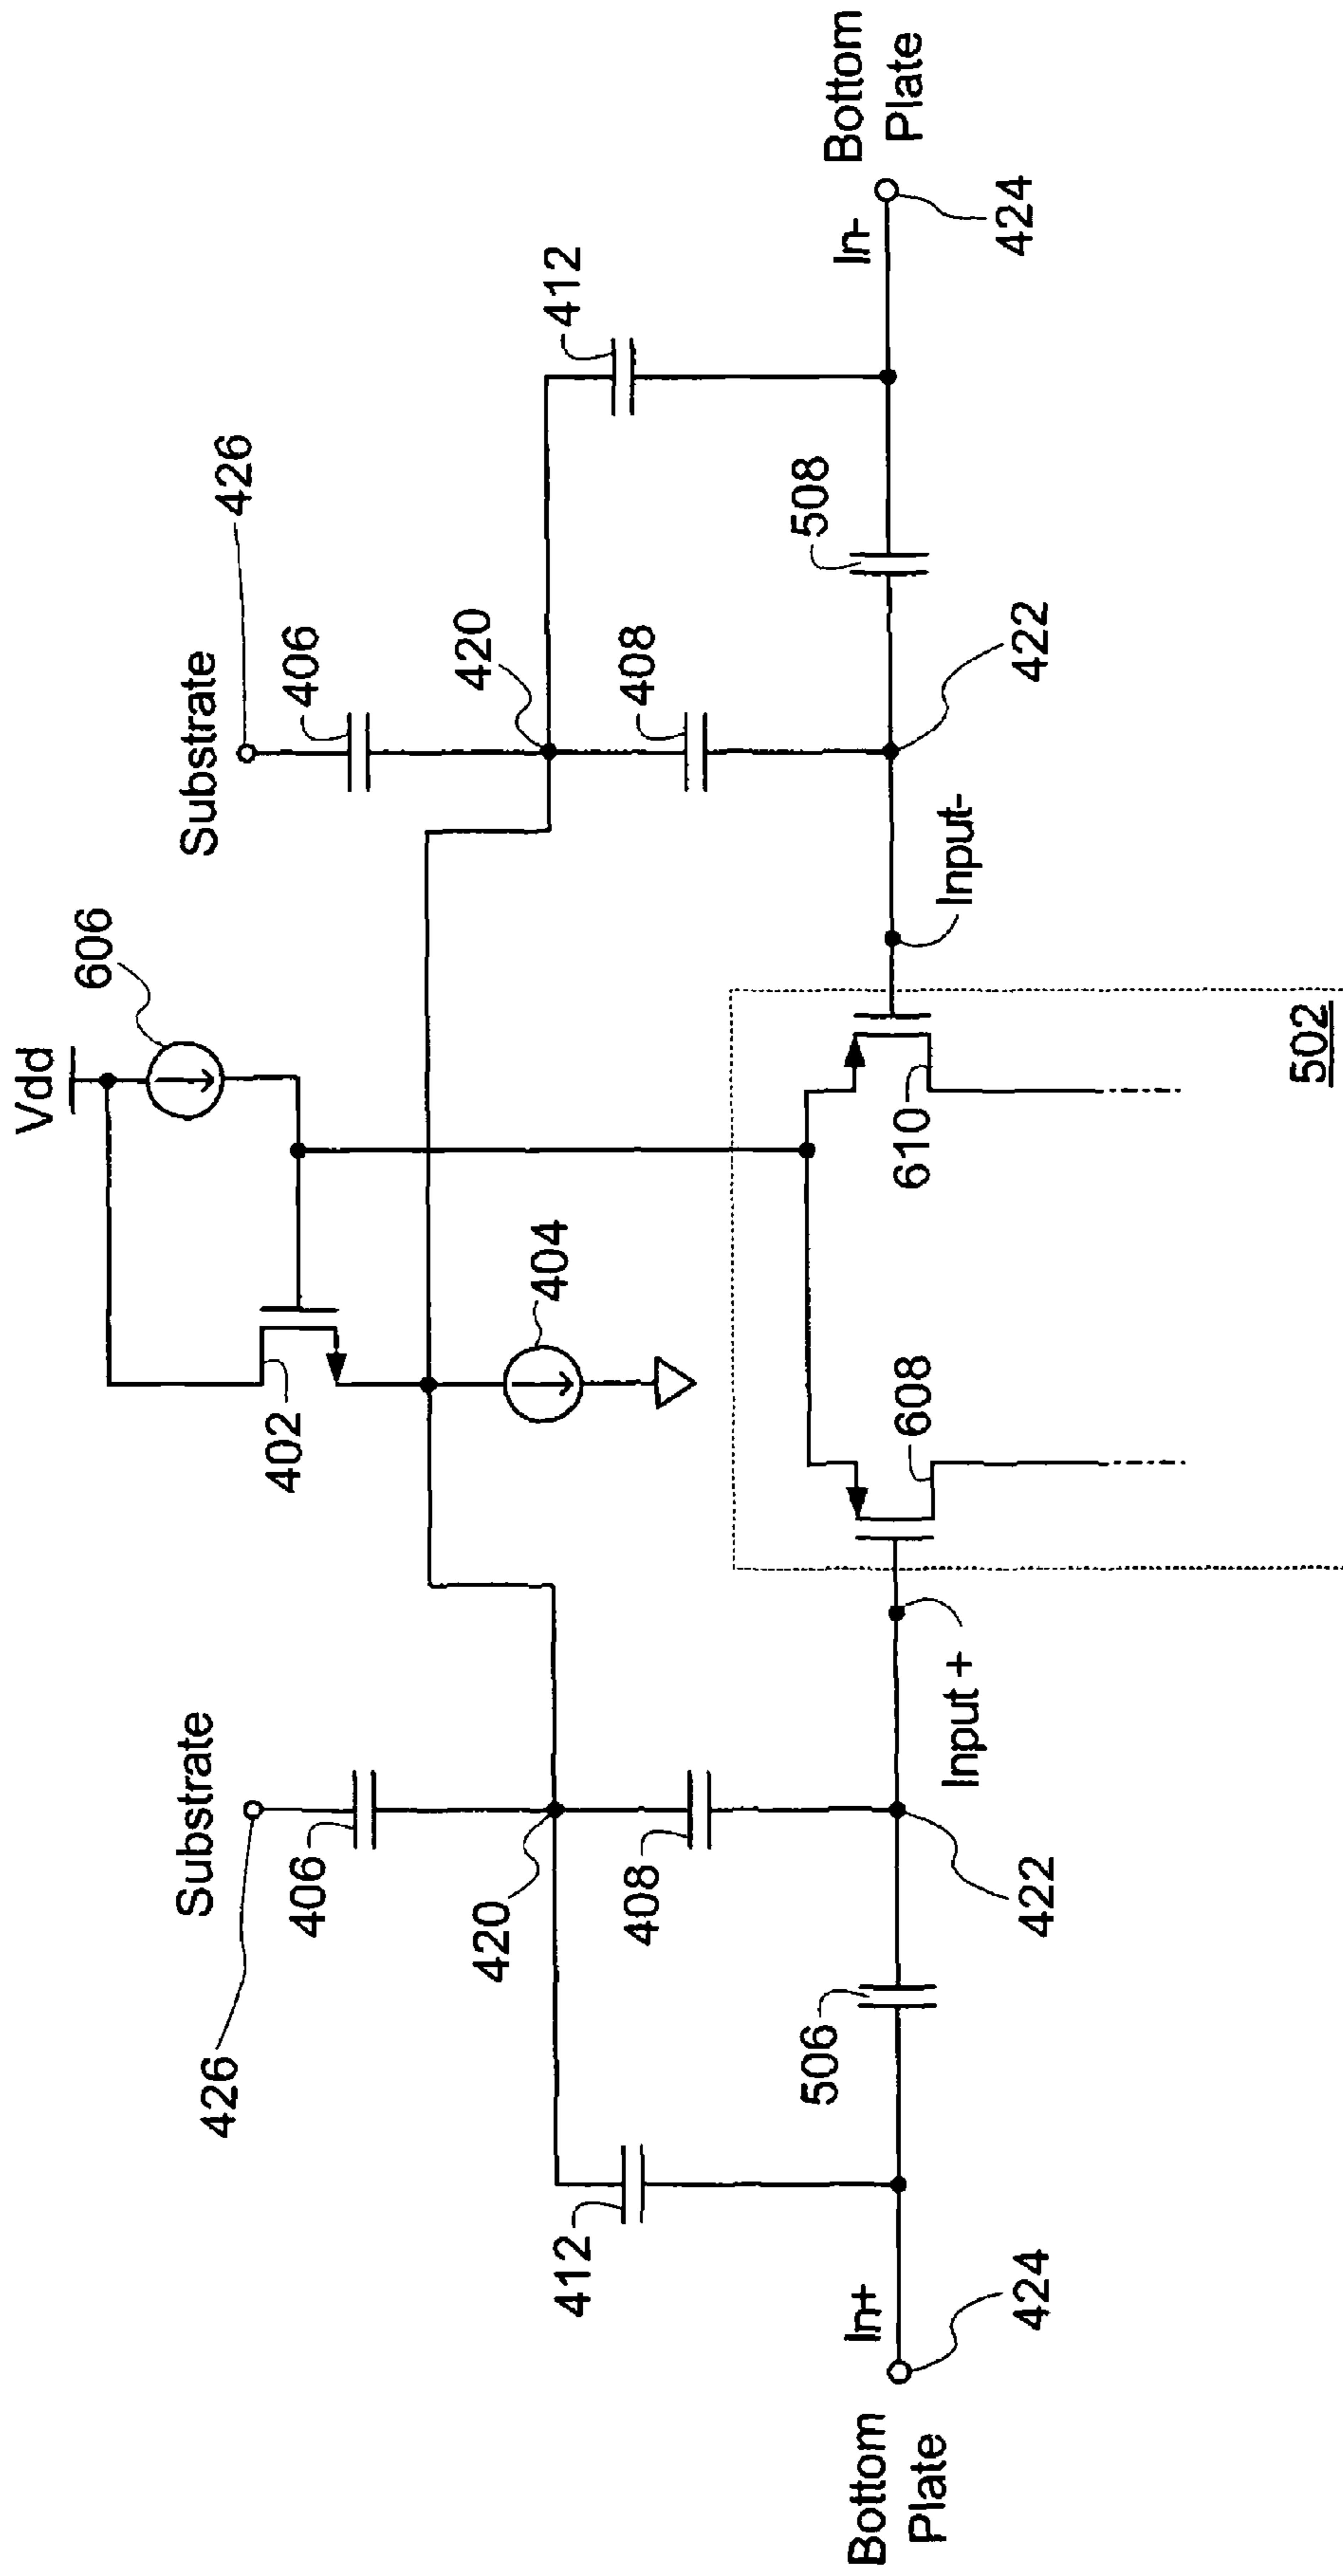 Vdd
606
Substrate
426
406
420
408
412
506
422
Input +
In+
424
Bottom
Plate
402
404
608
610
502
Substrate
426
406
420
408
412
508
422
Input-
In-
424
Bottom
Plate